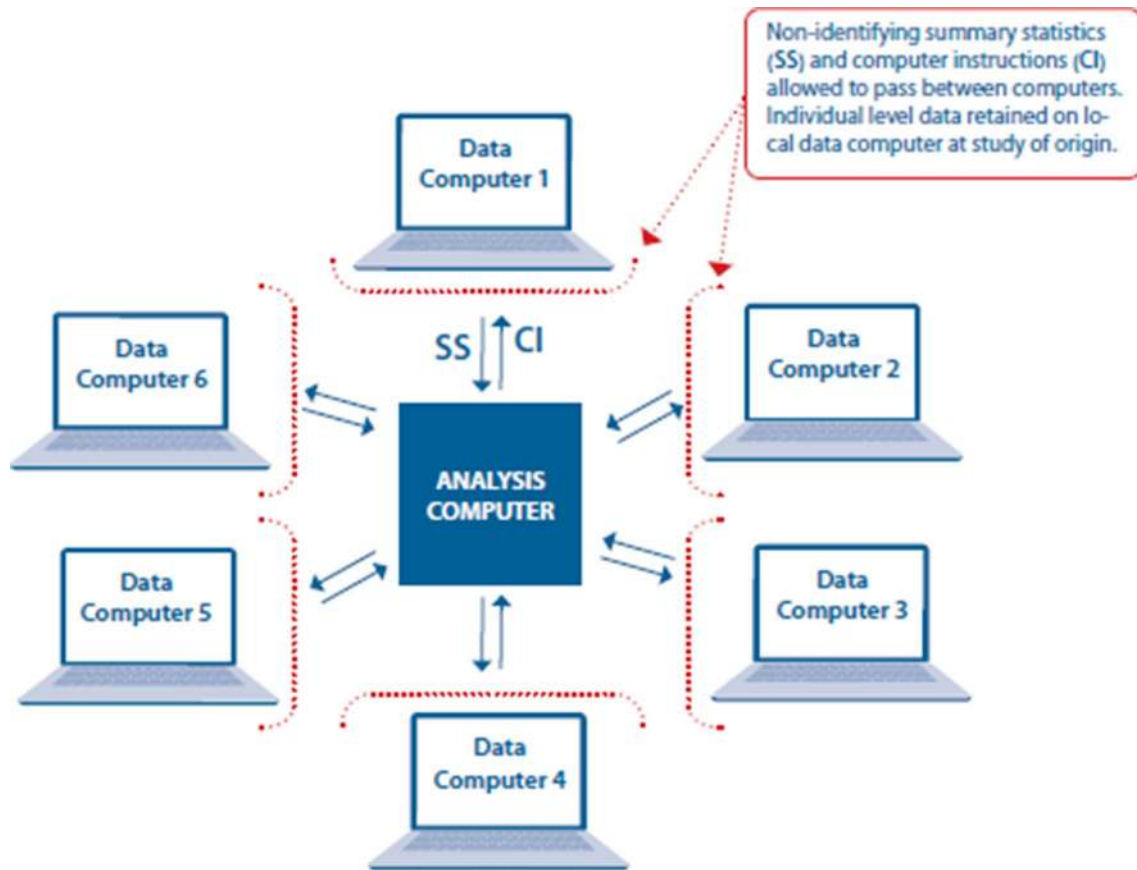 Non-identifying summary statistics
(SS) and computer instructions (CI)
allowed to pass between computers.
Individual level data retained on lo-
cal data computer at study of origin.
Data
Computer 1
Data
Computer 6
SS
CI
Data
Computer 2
ANALYSIS
COMPUTER
Data
Computer 5
Data
Computer 3
Data
Computer 4